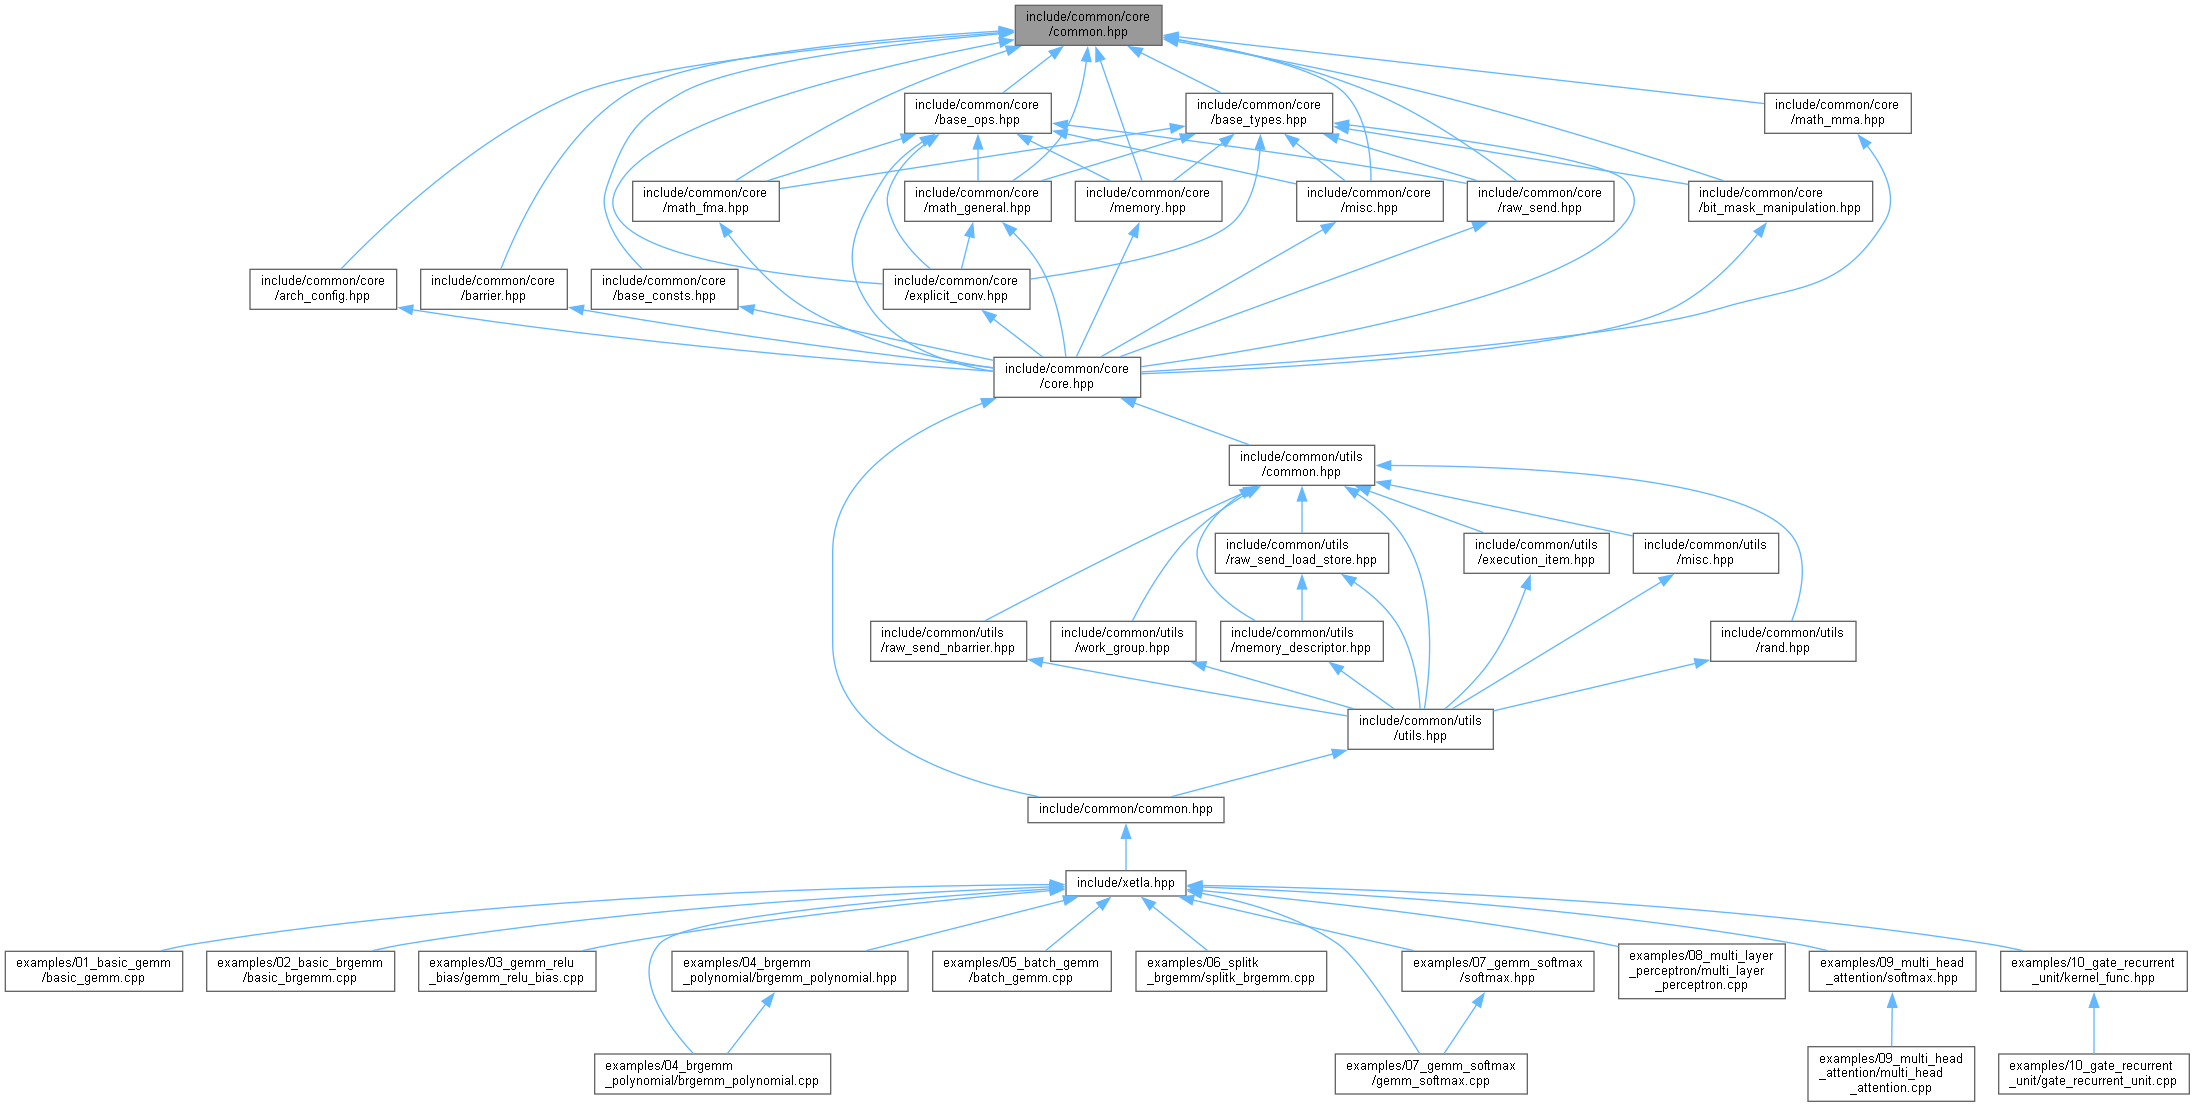 include/common/core
/common.hpp
include/common/core
/base_ops.hpp
include/common/core
/base_types.hpp
include/common/core
/math_mma.hpp
include/common/core
/math_fma.hpp
include/common/core
/math_general.hpp
include/common/core
/memory.hpp
include/common/core
/misc.hpp
include/common/core
/raw_send.hpp
include/common/core
/bit_mask_manipulation.hpp
include/common/core
/arch_config.hpp
include/common/core
/barrier.hpp
include/common/core
/base_consts.hpp
include/common/core
/explicit_conv.hpp
include/common/core
/core.hpp
include/common/utils
/common.hpp
include/common/utils
/raw_send_load_store.hpp
include/common/utils
/execution_item.hpp
include/common/utils
/misc.hpp
include/common/utils
/raw_send_nbarrier.hpp
include/common/utils
/work_group.hpp
include/common/utils
/memory_descriptor.hpp
include/common/utils
/rand.hpp
include/common/utils
/utils.hpp
include/common/common.hpp
include/xetla.hpp
examples/01_basic_gemm
/basic_gemm.cpp
examples/02_basic_brgemm
/basic_brgemm.cpp
examples/03_gemm_relu
_bias/gemm_relu_bias.cpp
examples/04_brgemm
_polynomial/brgemm_polynomial.hpp
examples/05_batch_gemm
/batch_gemm.cpp
examples/06_splitk
_brgemm/splitk_brgemm.cpp
examples/07_gemm_softmax
/softmax.hpp
examples/08_multi_layer
_perceptron/multi_layer
_perceptron.cpp
examples/09_multi_head
_attention/softmax.hpp
examples/10_gate_recurrent
_unit/kernel_func.hpp
examples/04_brgemm
_polynomial/brgemm_polynomial.cpp
examples/07_gemm_softmax
/gemm_softmax.cpp
examples/09_multi_head
_attention/multi_head
_attention.cpp
examples/10_gate_recurrent
_unit/gate_recurrent_unit.cpp